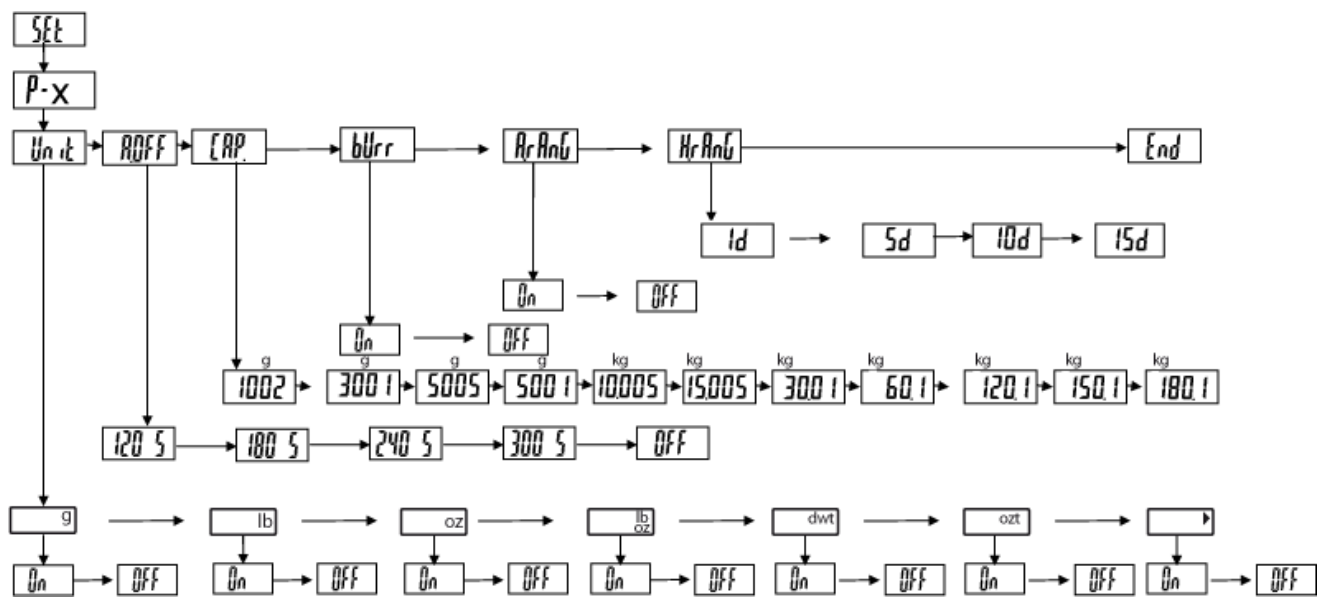 SEt
P-x
Unit A.OFF CAP. bUrr A.rAnG H.rAnG End
1d 5d 10d 15d
On OFF
On OFF
g g g g kg kg kg kg kg kg kg
1002 3001 5005 5001 10.005 15.005 30.01 60.1 120.1 150.1 180.1
120 S 180 S 240 S 300 S OFF
g lb oz lb oz dwt ozt
On OFF On OFF On OFF On OFF On OFF On OFF On OFF